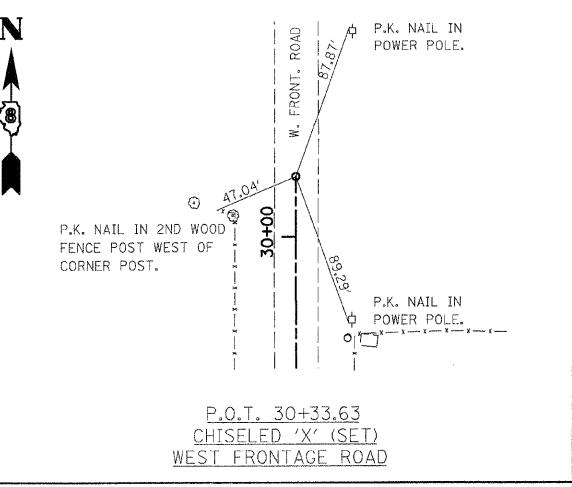 N
8
P.K. NAIL IN
POWER POLE.
87.87'
W. FRONT. ROAD
47.04'
P.K. NAIL IN 2ND WOOD
FENCE POST WEST OF
CORNER POST.
30+00
89.29'
P.K. NAIL IN
POWER POLE.
P.O.T. 30+33.63
CHISELED 'X' (SET)
WEST FRONTAGE ROAD